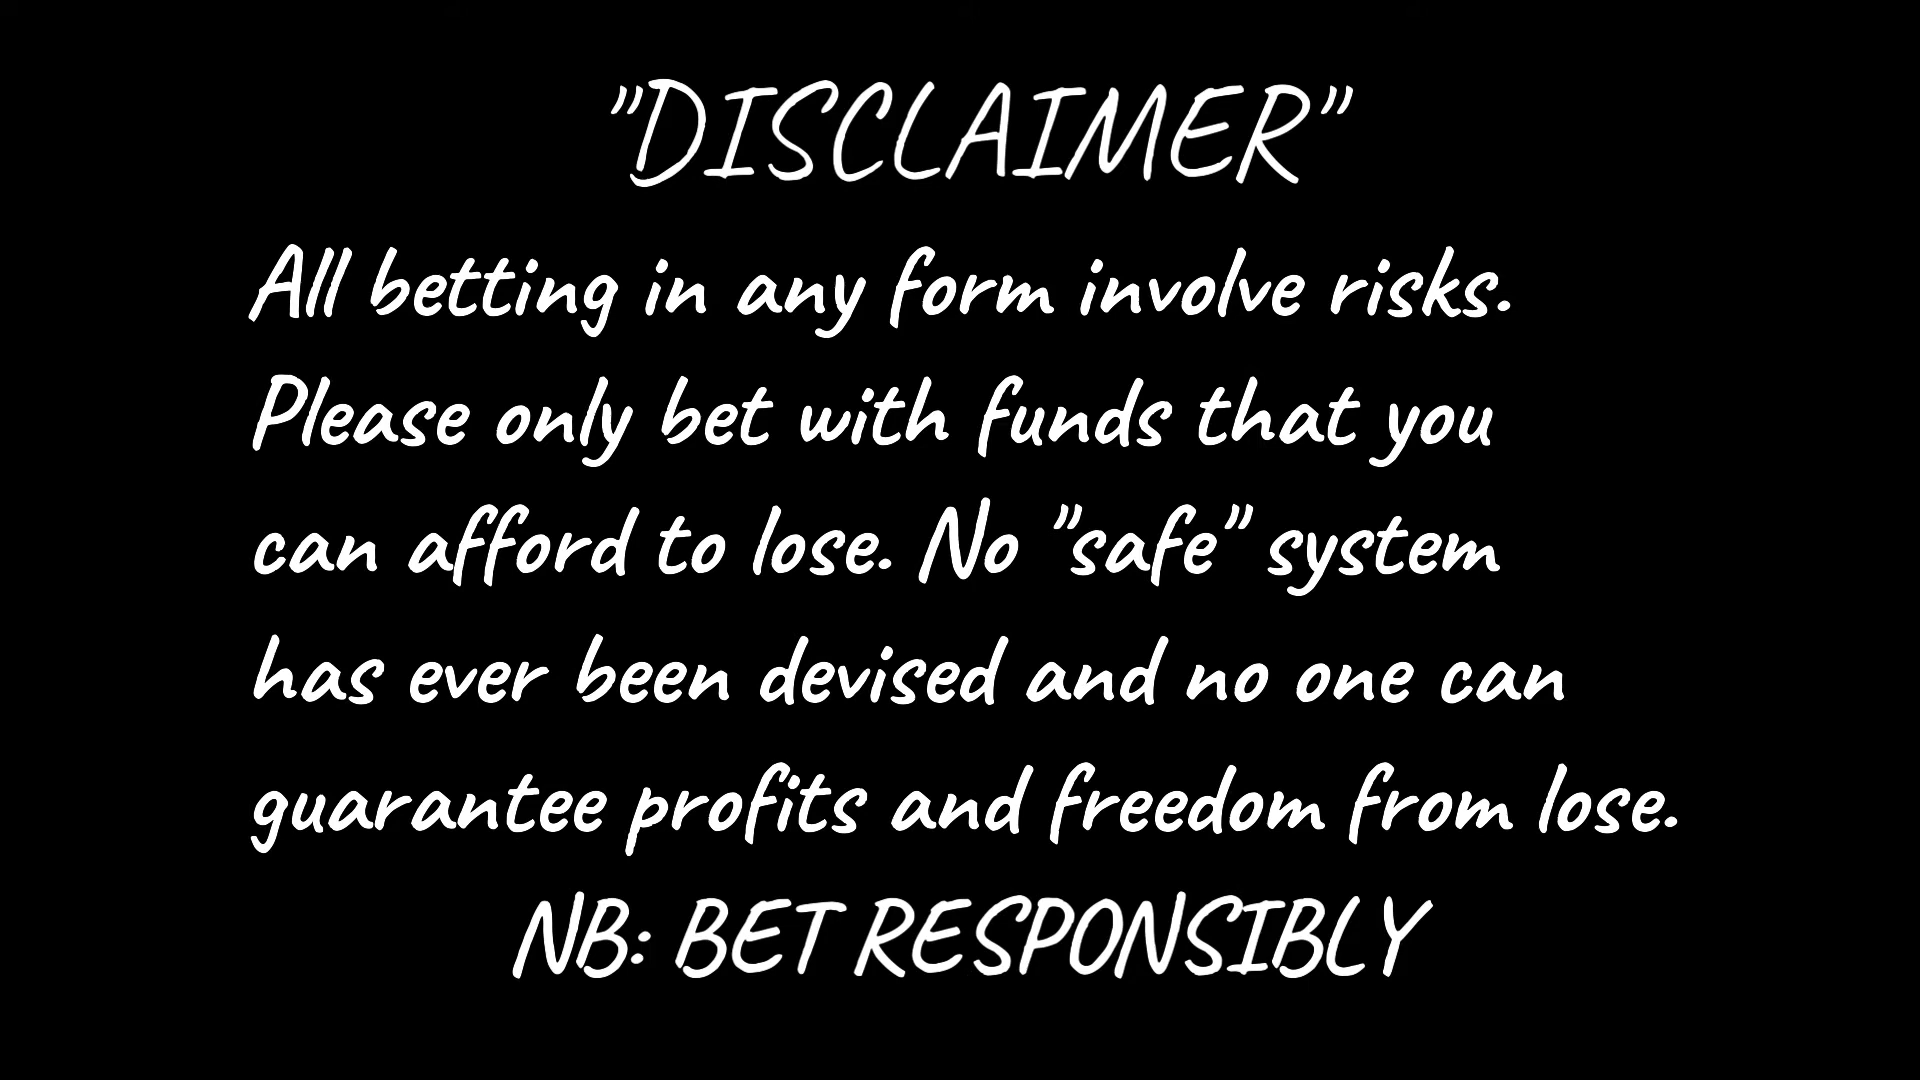 "DISCLAIMER"
All betting in any form involve risks.
Please only bet with funds that you
can afford to lose. No "safe" system
has ever been devised and no one can
guarantee profits and freedom from lose.
NB: BET RESPONSIBLY